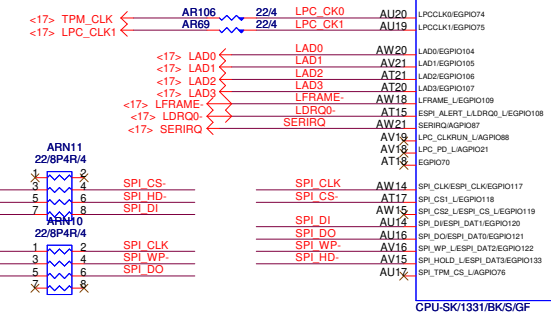 <17> TPM_CLK AR106 22/4 LPC_CK0 AU20 LPCCLK0/EGPIO74
<17> LPC_CLK1 AR69 22/4 LPC_CK1 AU19 LPCCLK1/EGPIO75
<17> LAD0 LAD0 AW20 LAD0/EGPIO104
<17> LAD1 LAD1 AV21 LAD1/EGPIO105
<17> LAD2 LAD2 AT21 LAD2/EGPIO106
<17> LAD3 LAD3 AT20 LAD3/EGPIO107
<17> LFRAME- LFRAME- AW18 LFRAME_L/EGPIO109
<17> LDRQ0- LDRQ0- AT15 ESPI_ALERT_L/LDRQ0_L/EGPIO108
<17> SERIRQ SERIRQ AW21 SERIRQ/AGPIO87
AV19 LPC_CLKRUN_L/AGPIO88
AV18 LPC_PD_L/AGPIO21
AT18 EGPIO70
ARN11
22/8P4R/4
1 2
3 4 SPI_CS- SPI_CLK AW14 SPI_CLK/ESPI_CLK/EGPIO117
5 6 SPI_HD- SPI_CS- AT17 SPI_CS1_L/EGPIO118
7 8 SPI_DI AW15 SPI_CS2_L/ESPI_CS_L/EGPIO119
ARN10 SPI_DI AU14 SPI_DI/ESPI_DAT1/EGPIO120
22/8P4R/4 SPI_DO AU16 SPI_DO/ESPI_DAT0/EGPIO121
1 2 SPI_CLK SPI_WP- AV16 SPI_WP_L/ESPI_DAT2/EGPIO122
3 4 SPI_WP- SPI_HD- AV15 SPI_HOLD_L/ESPI_DAT3/EGPIO133
5 6 SPI_DO AU17 SPI_TPM_CS_L/AGPIO76
7 8
CPU-SK/1331/BK/S/GF